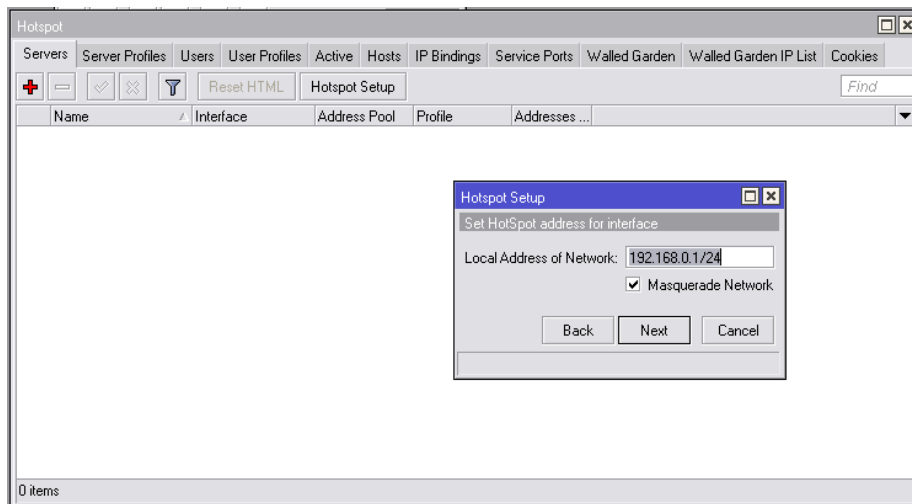 Hotspot
Servers Server Profiles Users User Profiles Active Hosts IP Bindings Service Ports Walled Garden Walled Garden IP List Cookies
Reset HTML Hotspot Setup Find
Name Interface Address Pool Profile Addresses ...
Hotspot Setup
Set HotSpot address for interface
Local Address of Network: 192.168.0.1/24
Masquerade Network
Back Next Cancel
0 items